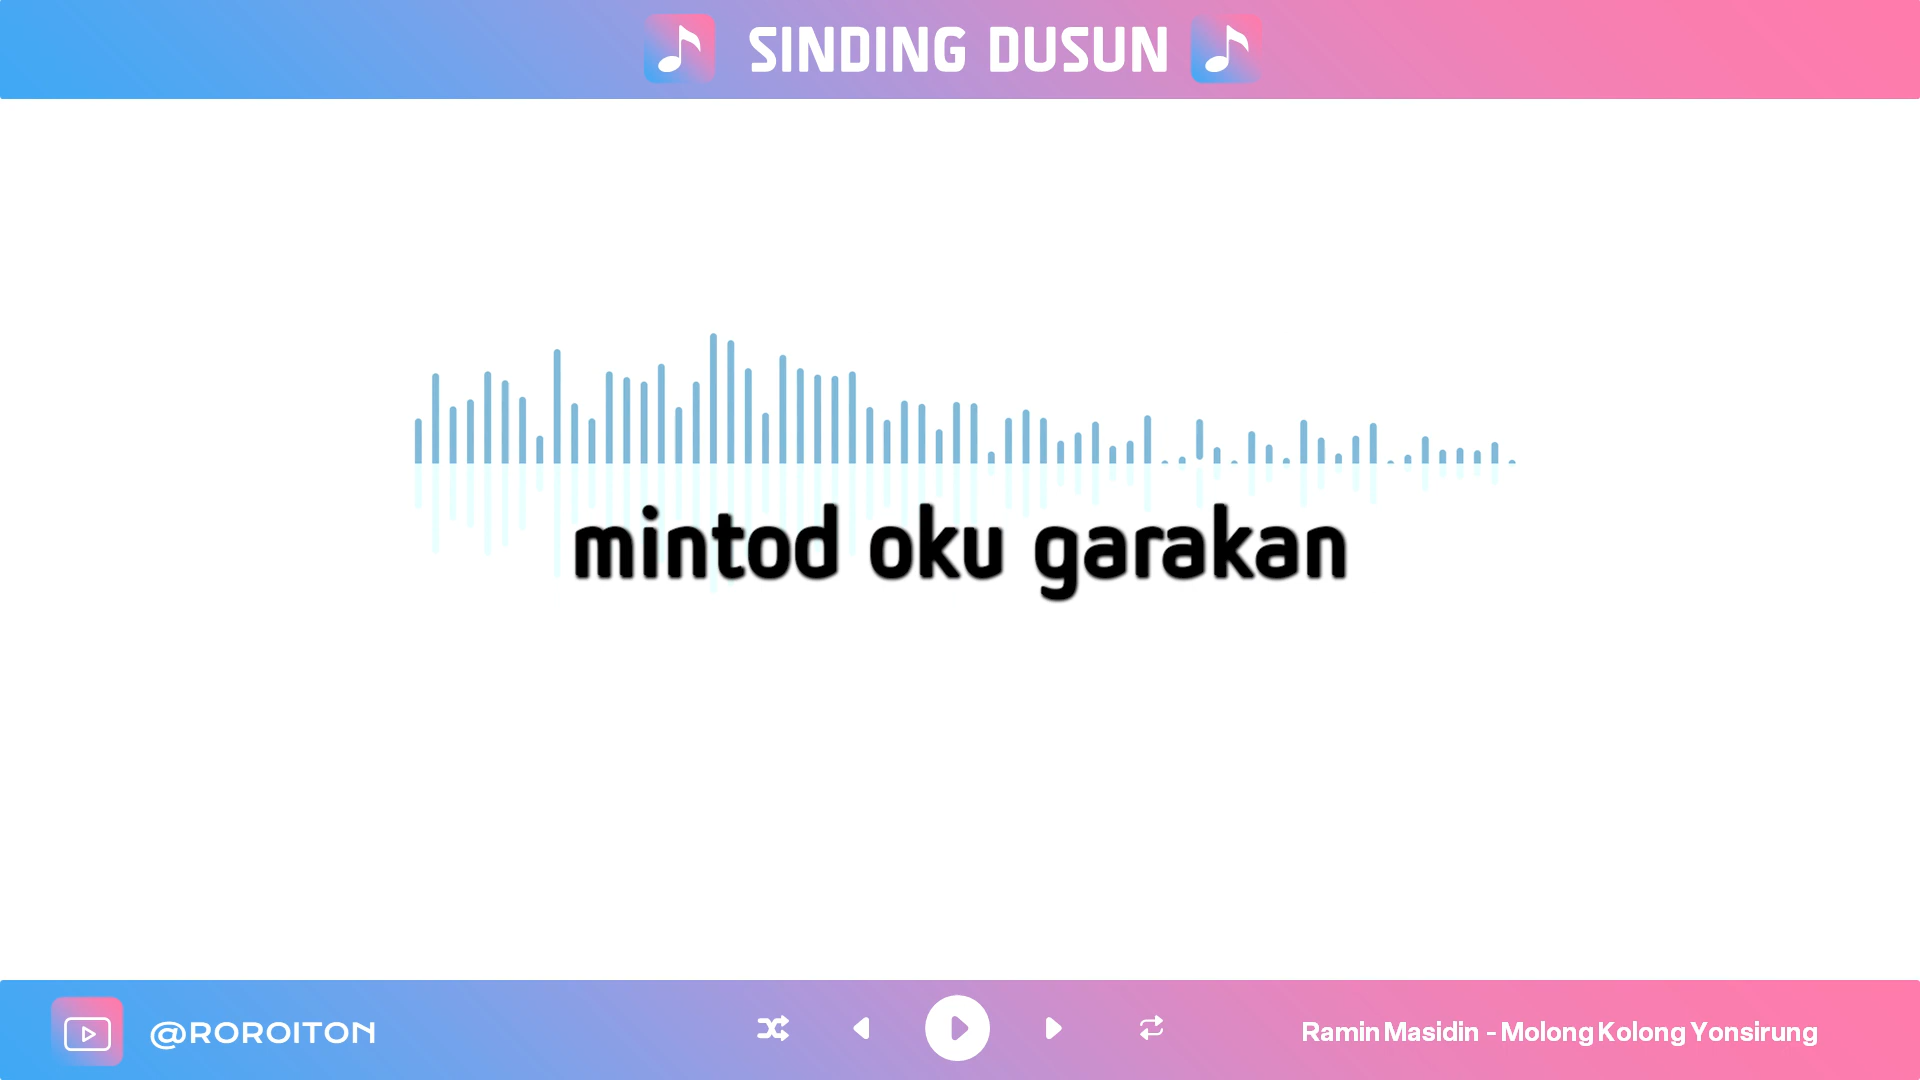 SINDING DUSUN
mintod oku garakan
@ROROITON
Ramin Masidin - Molong Kolong Yonsirung